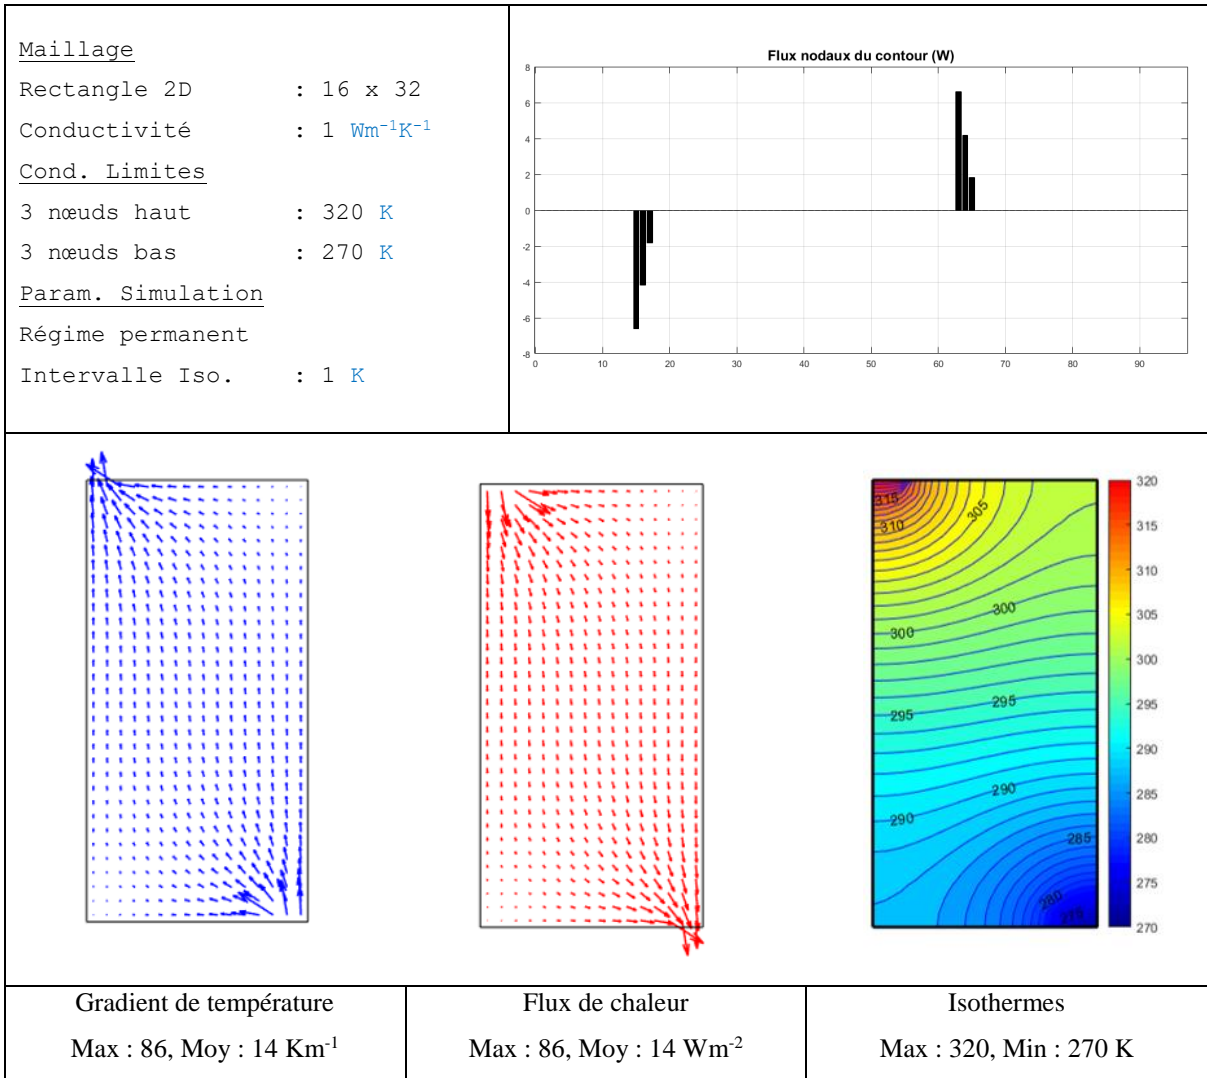 Maillage
Rectangle 2D : 16 x 32
Conductivité : 1 Wm⁻¹K⁻¹
Cond. Limites
3 nœuds haut : 320 K
3 nœuds bas : 270 K
Param. Simulation
Régime permanent
Intervalle Iso. : 1 K
Flux nodaux du contour (W)
8
6
4
2
0
-2
-4
-6
-8
0 10 20 30 40 50 60 70 80 90
315
310
305
300
300
295
295
290
290
285
280
275
320
315
310
305
300
295
290
285
280
275
270
Gradient de température
Max : 86, Moy : 14 Km⁻¹
Flux de chaleur
Max : 86, Moy : 14 Wm⁻²
Isothermes
Max : 320, Min : 270 K